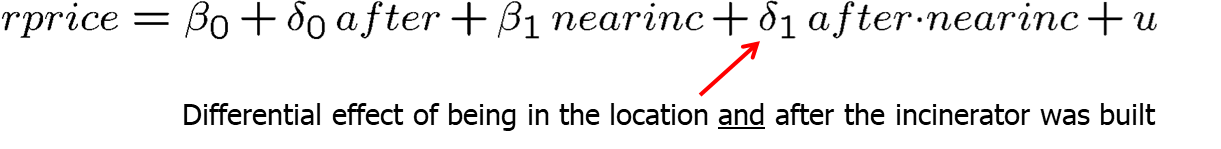 rprice = β₀ + δ₀ after + β₁ nearinc + δ₁ after·nearinc + u
Differential effect of being in the location and after the incinerator was built